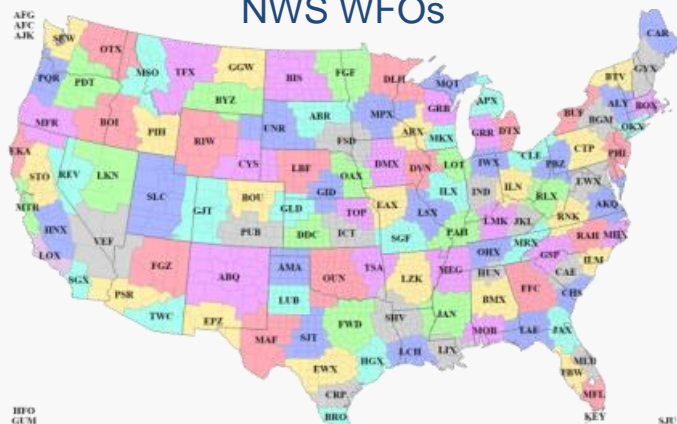 NWS WFOs
AFG
AFC
AJK
CAR
SEW
OTX
GGW
MSO
TFX
BIS
FGF
DLH
GYX
BTV
PQR
PDT
MQT
BYZ
APX
ALY
BOX
GRB
ABR
MPX
BUF
BGM
OKX
MFR
BOI
PIH
RIW
UNR
ARX
MKX
GRR
DTX
FSD
CTP
EKA
CYS
LBF
DMX
DVN
LOT
IWX
CLE
PBZ
PHI
STO
REV
LKN
OAX
SLC
BOU
GID
ILX
IND
ILN
LWX
MTR
GJT
GLD
TOP
EAX
LSX
RLX
AKQ
HNX
VEF
PUB
DDC
ICT
PAH
LMK
JKL
RNK
LOX
SGF
OHX
MRX
RAH
MHX
SGX
FGZ
ABQ
AMA
OUN
TSA
LZK
MEG
HUN
GSP
CAE
ILM
PSR
LUB
BMX
FFC
CHS
TWC
EPZ
FWD
SHV
JAN
MAF
SJT
MOB
TAE
JAX
EWX
HGX
LCH
LIX
MLB
TBW
CRP
MFL
BRO
KEY
HFO
GUM
SJU